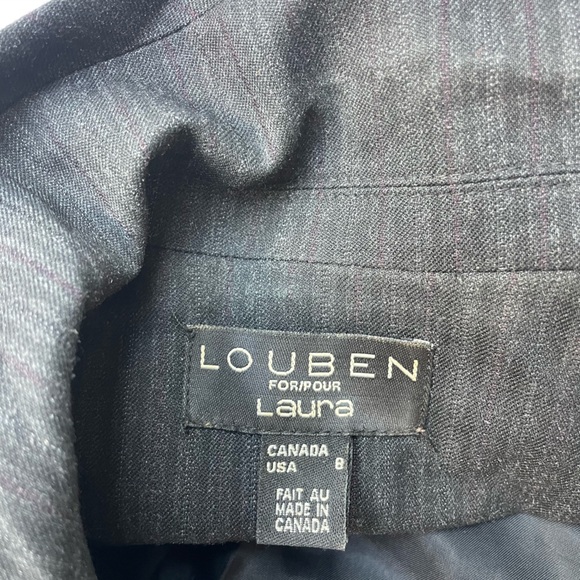 LOUBEN
FOR/POUR
Laura
CANADA
USA 8
FAIT AU
MADE IN
CANADA